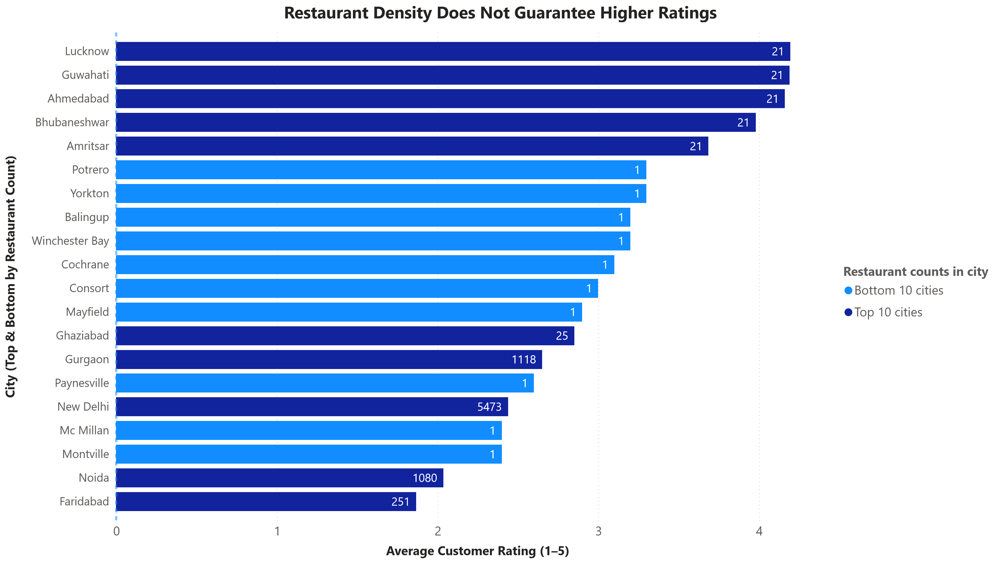 Restaurant Density Does Not Guarantee Higher Ratings
City (Top & Bottom by Restaurant Count)
Lucknow 21
Guwahati 21
Ahmedabad 21
Bhubaneshwar 21
Amritsar 21
Potrero 1
Yorkton 1
Balingup 1
Winchester Bay 1
Cochrane 1
Consort 1
Mayfield 1
Ghaziabad 25
Gurgaon 1118
Paynesville 1
New Delhi 5473
Mc Millan 1
Montville 1
Noida 1080
Faridabad 251
0 1 2 3 4
Average Customer Rating (1–5)
Restaurant counts in city
Bottom 10 cities
Top 10 cities